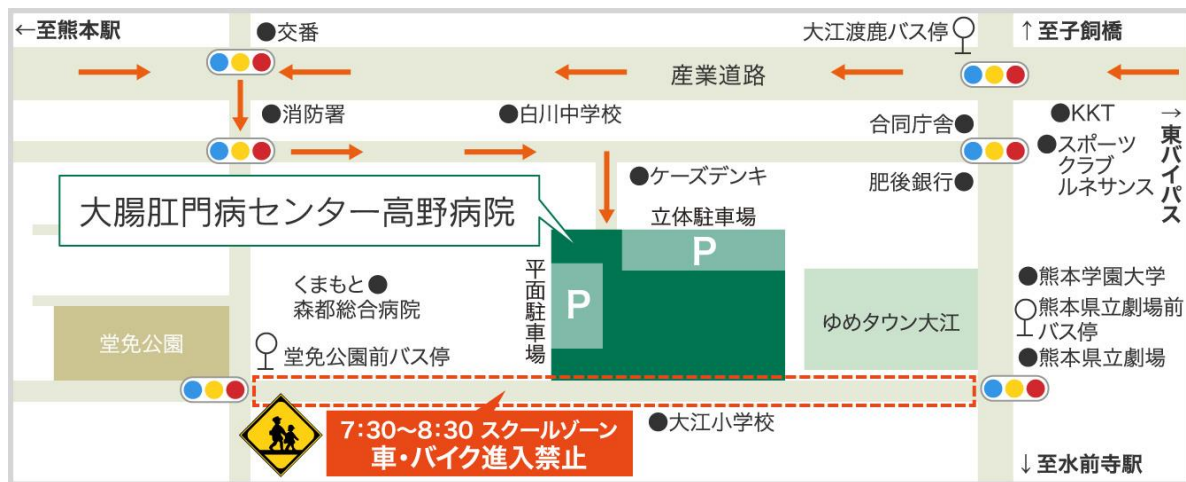 ←至熊本駅
●交番
大江渡鹿バス停
↑至子飼橋
産業道路
●消防署
●白川中学校
合同庁舎●
●KKT
→東バイパス
●スポーツ
クラブ
ルネサンス
●ケーズデンキ
肥後銀行●
大腸肛門病センター高野病院
立体駐車場
P
平面駐車場
P
くまもと●
森都総合病院
ゆめタウン大江
●熊本学園大学
熊本県立劇場前
バス停
●熊本県立劇場
堂免公園
堂免公園前バス停
7:30〜8:30 スクールゾーン
車・バイク進入禁止
●大江小学校
↓至水前寺駅